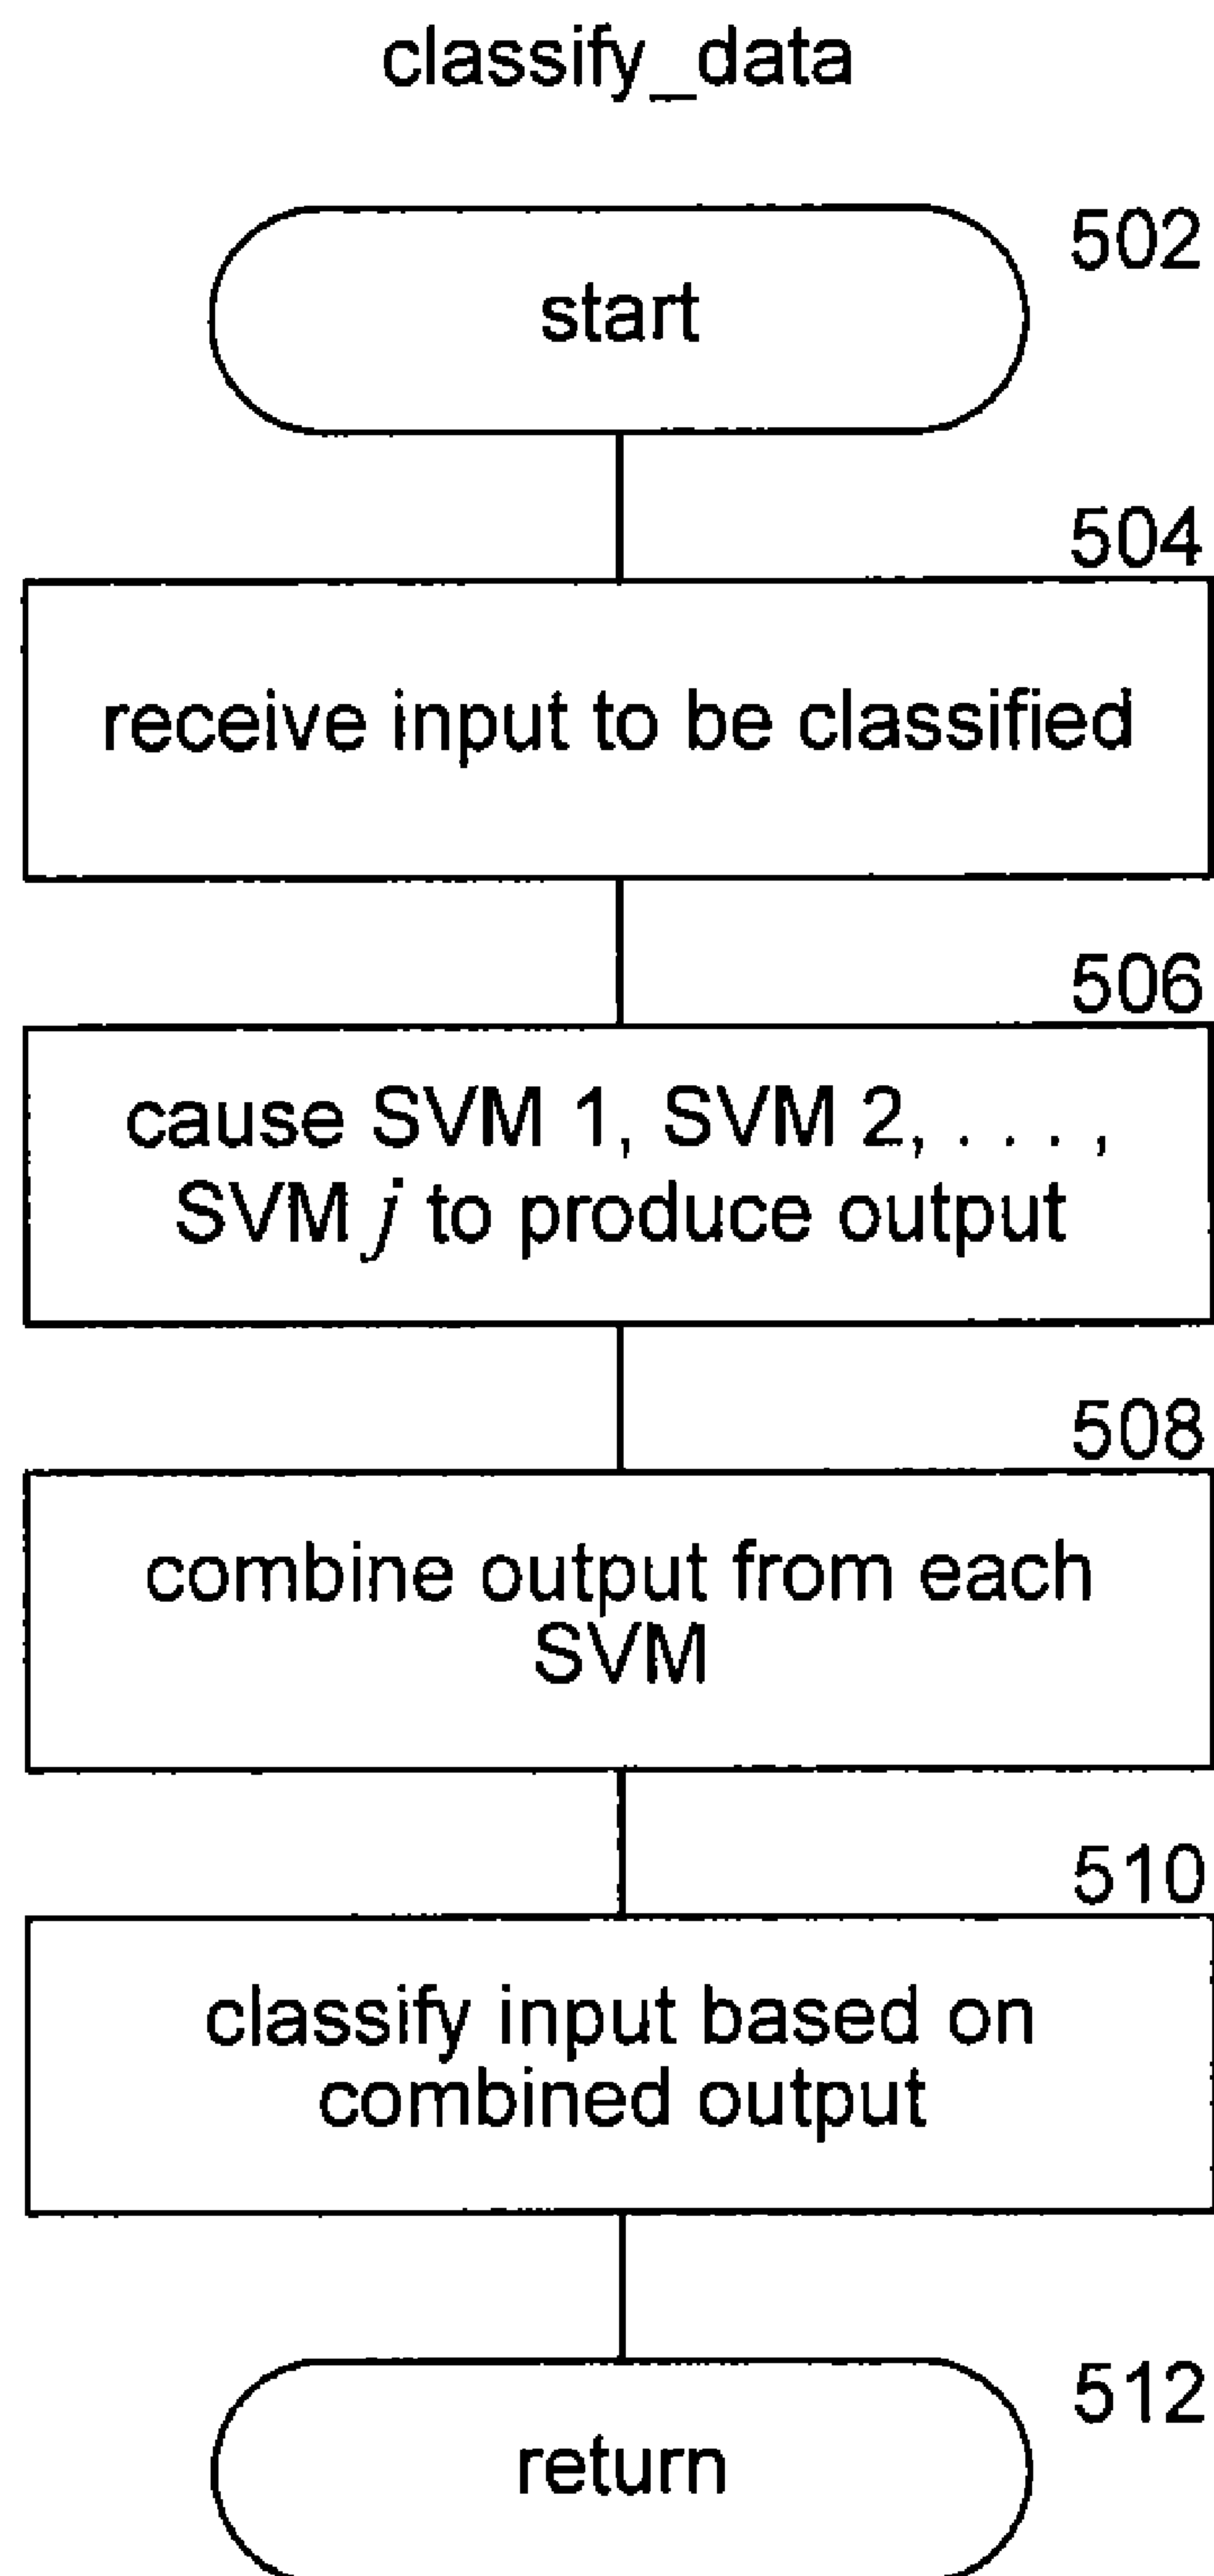 classify_data
502
start
504
receive input to be classified
506
cause SVM 1, SVM 2, . . . ,
SVM j to produce output
508
combine output from each
SVM
510
classify input based on
combined output
512
return